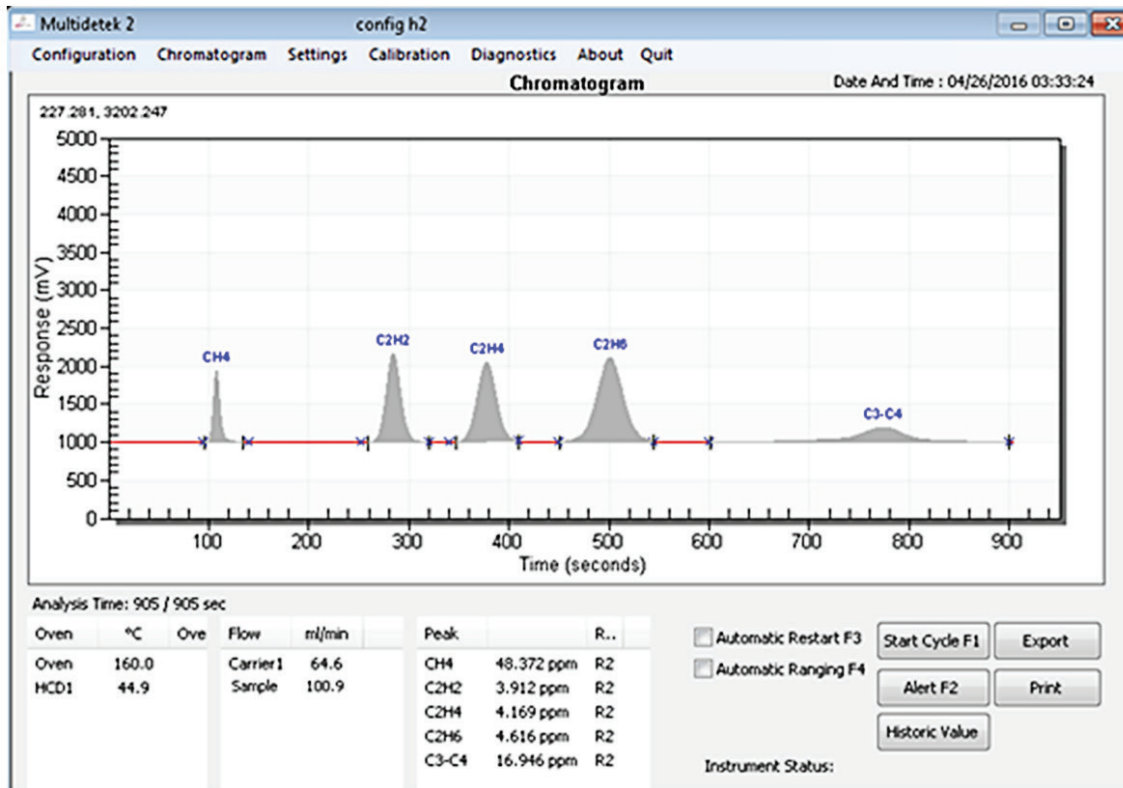 Multidetek 2 config h2
Configuration Chromatogram Settings Calibration Diagnostics About Quit
Chromatogram Date And Time : 04/26/2016 03:33:24
227.281, 3202.247
5000
4500
4000
3500
3000
2500
2000
1500
1000
500
0
Response (mV)
CH4 C2H2 C2H4 C2H6 C3-C4
100 200 300 400 500 600 700 800 900
Time (seconds)
Analysis Time: 905 / 905 sec
Oven °C Ove
Oven 160.0
HCD1 44.9
Flow ml/min
Carrier1 64.6
Sample 100.9
Peak R..
CH4 48.372 ppm R2
C2H2 3.912 ppm R2
C2H4 4.169 ppm R2
C2H6 4.616 ppm R2
C3-C4 16.946 ppm R2
Automatic Restart F3
Automatic Ranging F4
Start Cycle F1 Export
Alert F2 Print
Historic Value
Instrument Status: